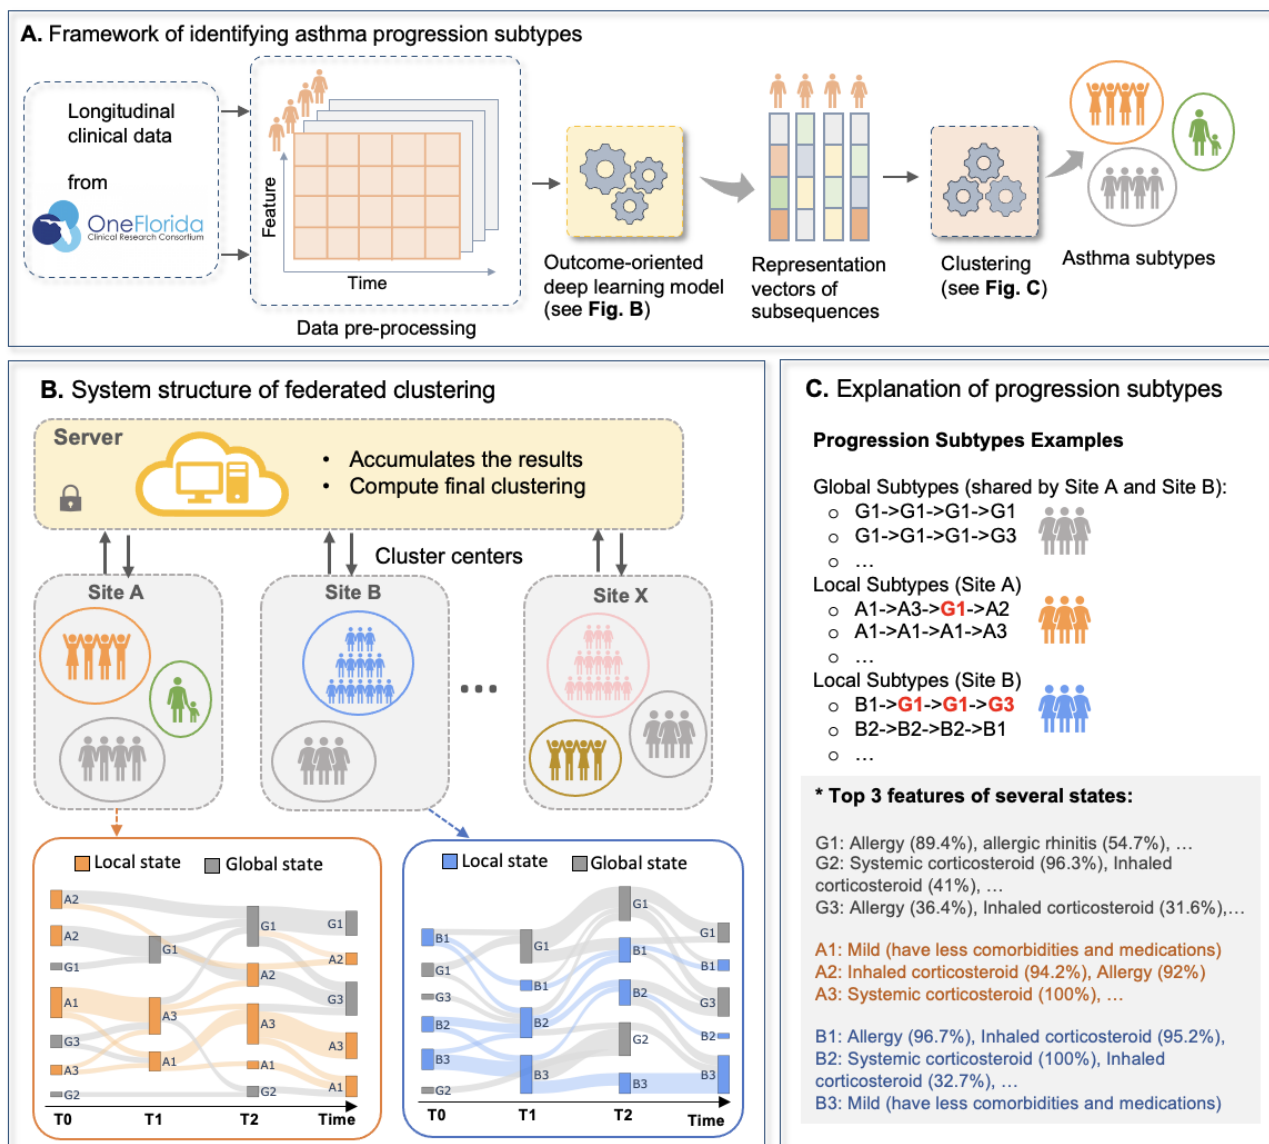 A. Framework of identifying asthma progression subtypes
Longitudinal
clinical data
from
OneFlorida
Clinical Research Consortium
Feature
Time
Data pre-processing
Outcome-oriented
deep learning model
(see Fig. B)
Representation
vectors of
subsequences
Clustering
(see Fig. C)
Asthma subtypes
B. System structure of federated clustering
Server
• Accumulates the results
• Compute final clustering
Cluster centers
Site A
Site B
Site X
...
Local state
Global state
A2
A2
G1
A1
G3
A3
G2
G1
A3
A1
G1
A2
A3
A1
G2
G1
A2
G3
A3
A1
T0
T1
T2
Time
Local state
Global state
B1
G1
G3
B2
B3
G2
G1
B1
B2
B3
G1
B1
B2
G2
B3
G1
B1
G3
B2
B3
T0
T1
T2
Time
C. Explanation of progression subtypes
Progression Subtypes Examples
Global Subtypes (shared by Site A and Site B):
o G1->G1->G1->G1
o G1->G1->G1->G3
o ...
Local Subtypes (Site A)
o A1->A3->G1->A2
o A1->A1->A1->A3
o ...
Local Subtypes (Site B)
o B1->G1->G1->G3
o B2->B2->B2->B1
o ...
* Top 3 features of several states:
G1: Allergy (89.4%), allergic rhinitis (54.7%), ...
G2: Systemic corticosteroid (96.3%), Inhaled
corticosteroid (41%), ...
G3: Allergy (36.4%), Inhaled corticosteroid (31.6%),...
A1: Mild (have less comorbidities and medications)
A2: Inhaled corticosteroid (94.2%), Allergy (92%)
A3: Systemic corticosteroid (100%), ...
B1: Allergy (96.7%), Inhaled corticosteroid (95.2%),
B2: Systemic corticosteroid (100%), Inhaled
corticosteroid (32.7%), ...
B3: Mild (have less comorbidities and medications)